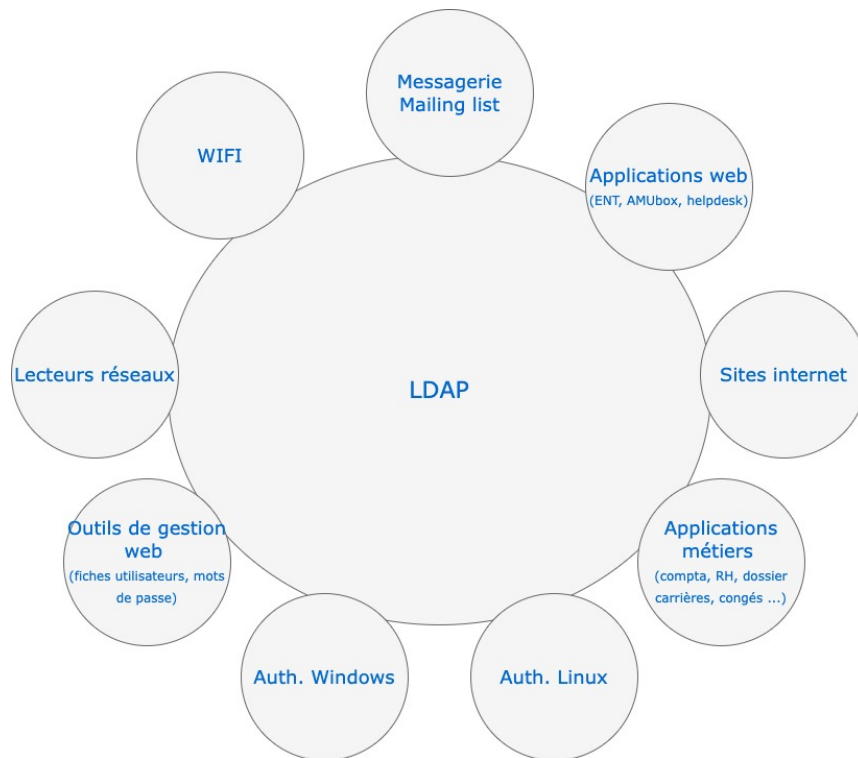 Messagerie
Mailing list
WIFI
Applications web
(ENT, AMUbox, helpdesk)
Lecteurs réseaux
LDAP
Sites internet
Outils de gestion
web
(fiches utilisateurs, mots
de passe)
Applications
métiers
(compta, RH, dossier
carrières, congés ...)
Auth. Windows
Auth. Linux